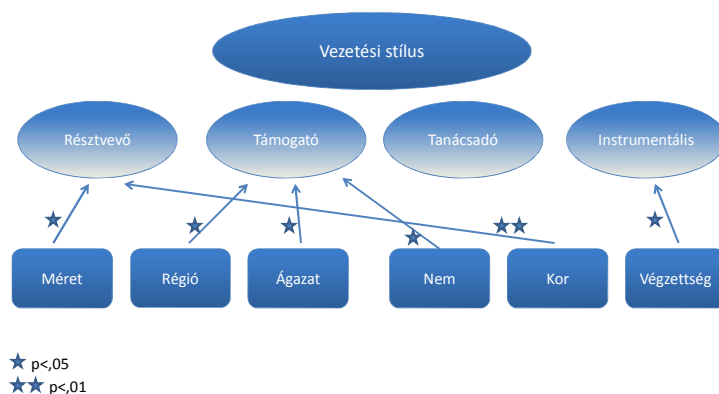 Vezetési stílus
Résztvevő
Támogató
Tanácsadó
Instrumentális
Méret
Régió
Ágazat
Nem
Kor
Végzettség
p<,05
p<,01